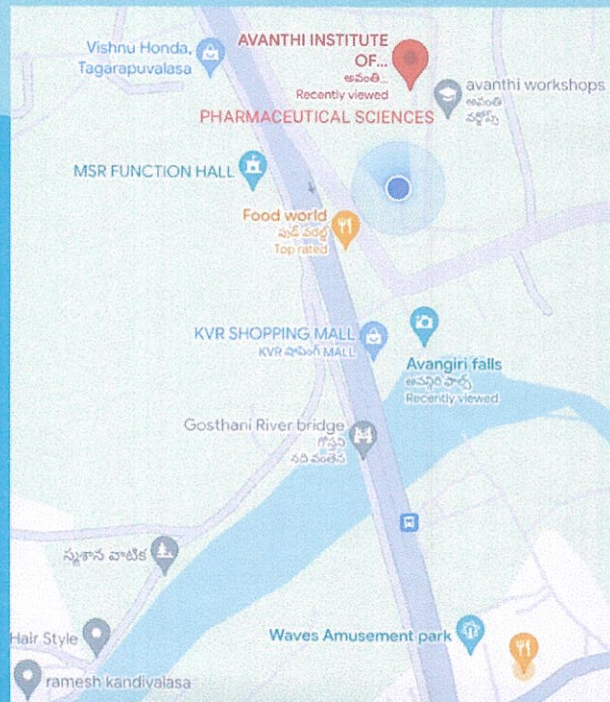 Vishnu Honda,
Tagarapuvalasa
AVANTHI INSTITUTE
OF...
అవంతి...
Recently viewed
PHARMACEUTICAL SCIENCES
avanthi workshops
అవంతి
వర్క్‌షాప్స్
MSR FUNCTION HALL
Food world
ఫుడ్ వరల్డ్
Top rated
KVR SHOPPING MALL
KVR షాపింగ్ MALL
Avangiri falls
Recently viewed
Gosthani River bridge
గోస్తని
నది వంతెన
స్మశాన వాటిక
Hair Style
ramesh kandivalasa
Waves Amusement park